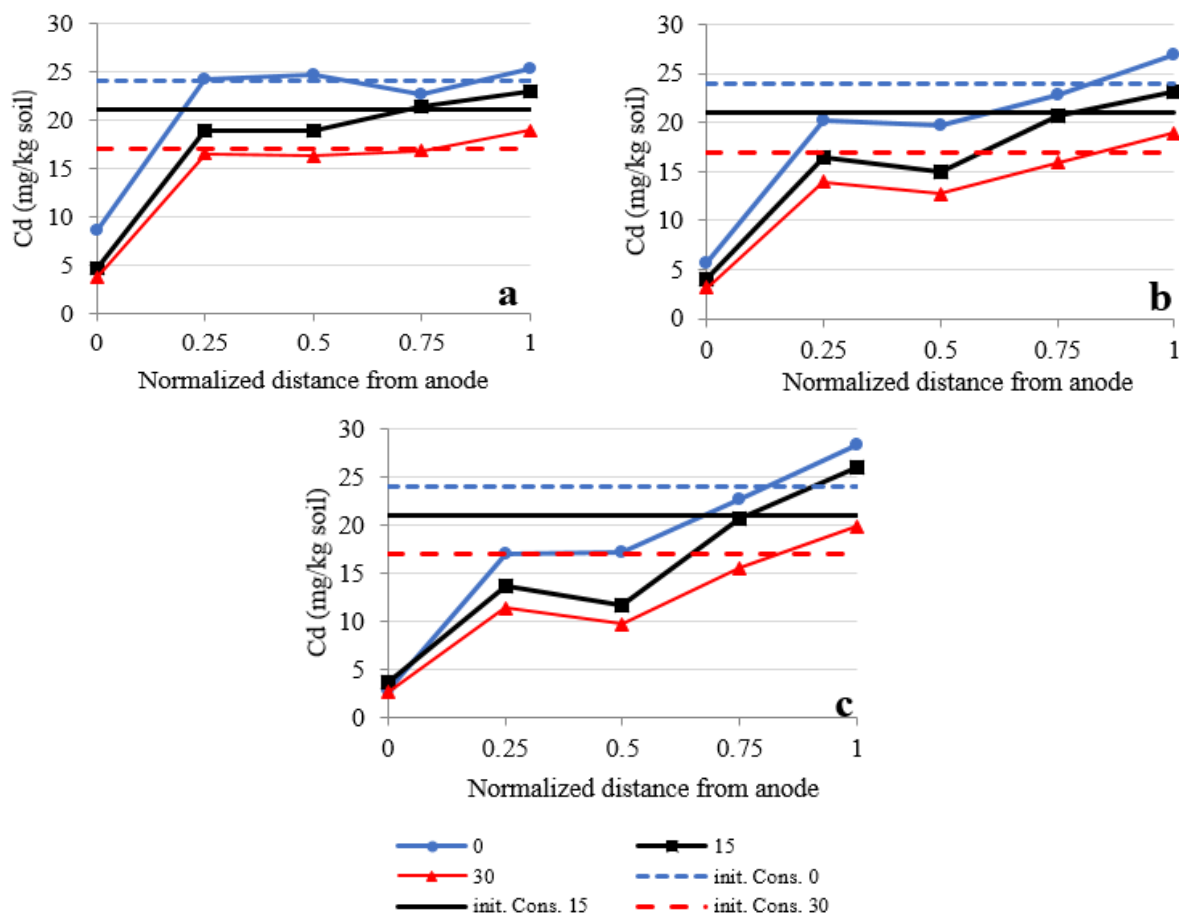 30
25
20
15
10
5
0
Cd (mg/kg soil)
0 0.25 0.5 0.75 1
Normalized distance from anode
a
30
25
20
15
10
5
0
Cd (mg/kg soil)
0 0.25 0.5 0.75 1
Normalized distance from anode
b
30
25
20
15
10
5
0
Cd (mg/kg soil)
0 0.25 0.5 0.75 1
Normalized distance from anode
c
0 15
30 init. Cons. 0
init. Cons. 15 init. Cons. 30